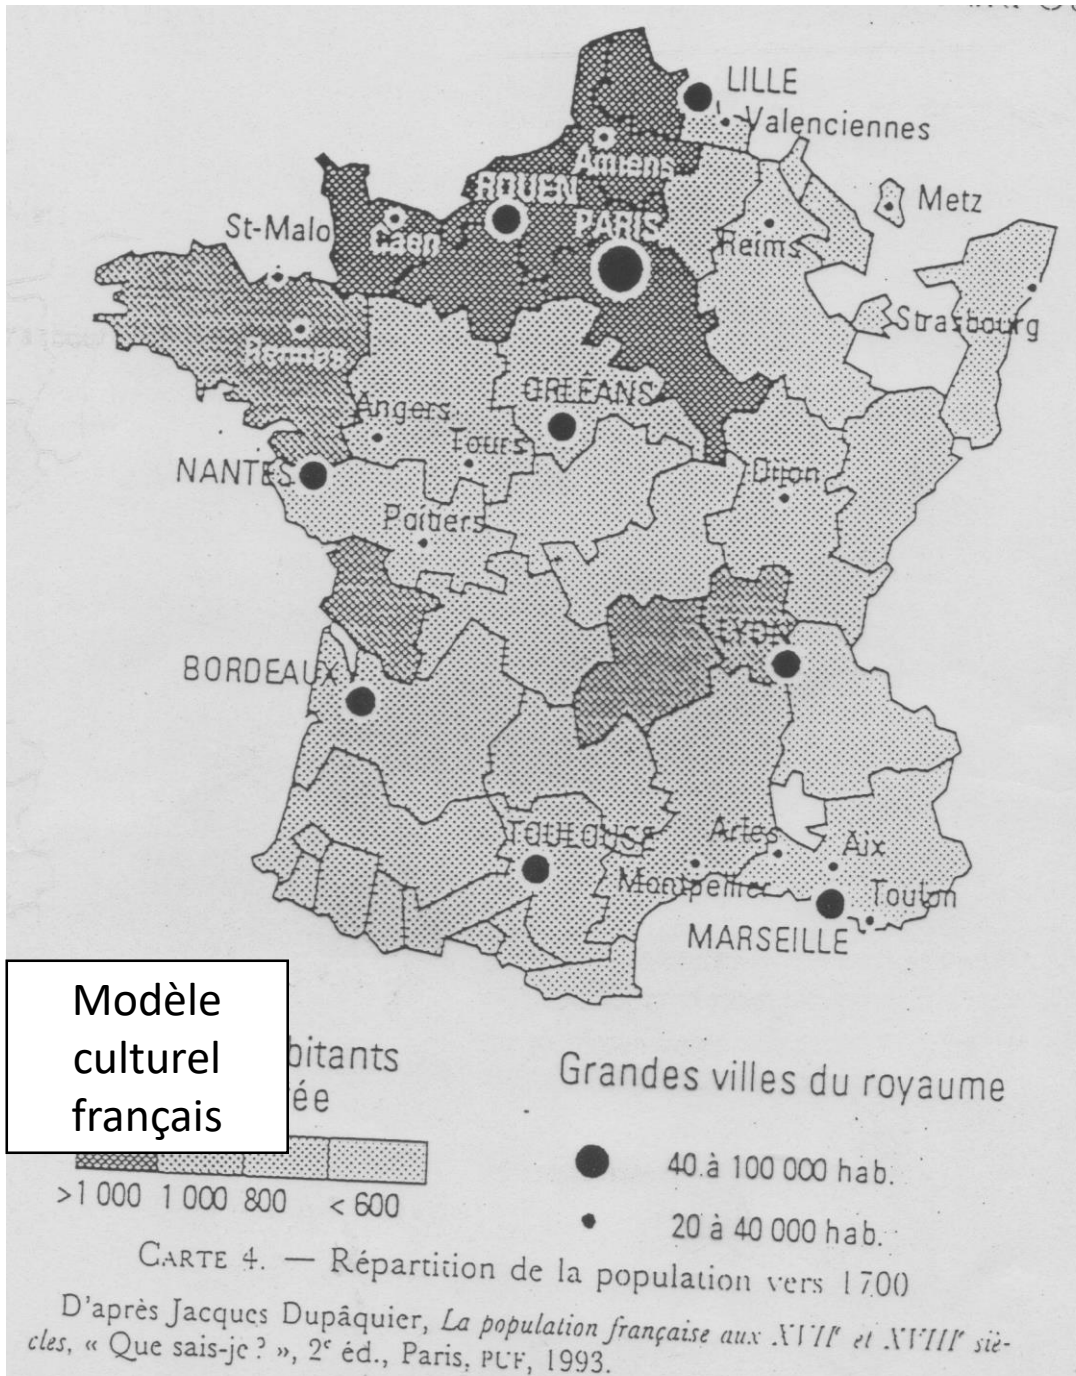 LILLE
Valenciennes
Amiens
ROUEN
Metz
St-Malo
Caen
PARIS
Reims
Strasbourg
Rennes
ORLÉANS
Angers
Tours
NANTES
Dijon
Poitiers
LYON
BORDEAUX
TOULOUSE
Arles
Aix
Montpellier
Toulon
MARSEILLE
Modèle
culturel
français
bitants
ée
>1 000 1 000 800 < 600
Grandes villes du royaume
40 à 100 000 hab.
20 à 40 000 hab.
CARTE 4. — Répartition de la population vers 1700
D'après Jacques Dupâquier, La population française aux XVIIe et XVIIIe siè-
cles, « Que sais-je ? », 2e éd., Paris, PUF, 1993.